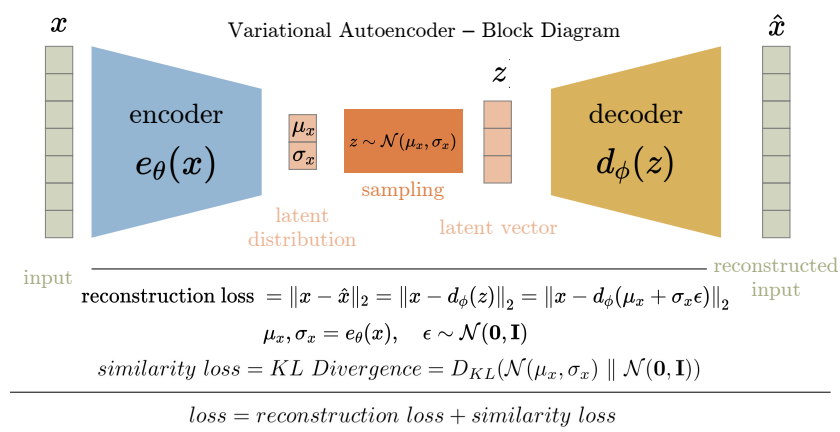 x
Variational Autoencoder – Block Diagram
x̂
z
encoder
e_θ(x)
μ_x
σ_x
z ∼ 𝒩(μ_x, σ_x)
decoder
d_ϕ(z)
sampling
latent
distribution
latent vector
input
reconstructed
input
reconstruction loss = ‖x − x̂‖₂ = ‖x − d_ϕ(z)‖₂ = ‖x − d_ϕ(μ_x + σ_xϵ)‖₂
μ_x, σ_x = e_θ(x), ϵ ∼ 𝒩(0, I)
similarity loss = KL Divergence = D_KL(𝒩(μ_x, σ_x) ∥ 𝒩(0, I))
loss = reconstruction loss + similarity loss